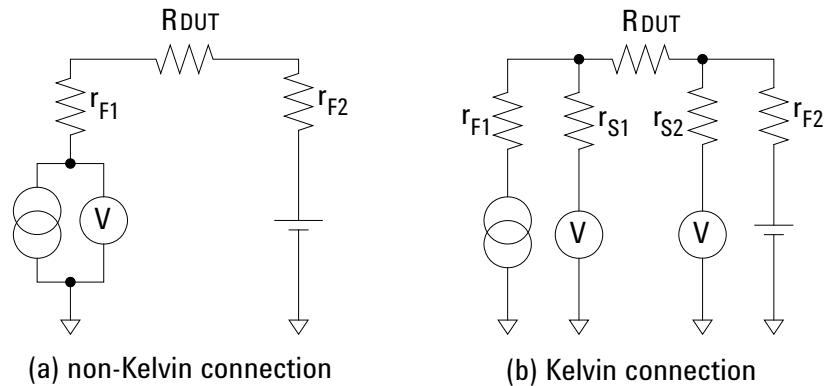 RDUT
rF1
rF2
V
(a) non-Kelvin connection
RDUT
rF1
rS1
rS2
rF2
V
V
(b) Kelvin connection